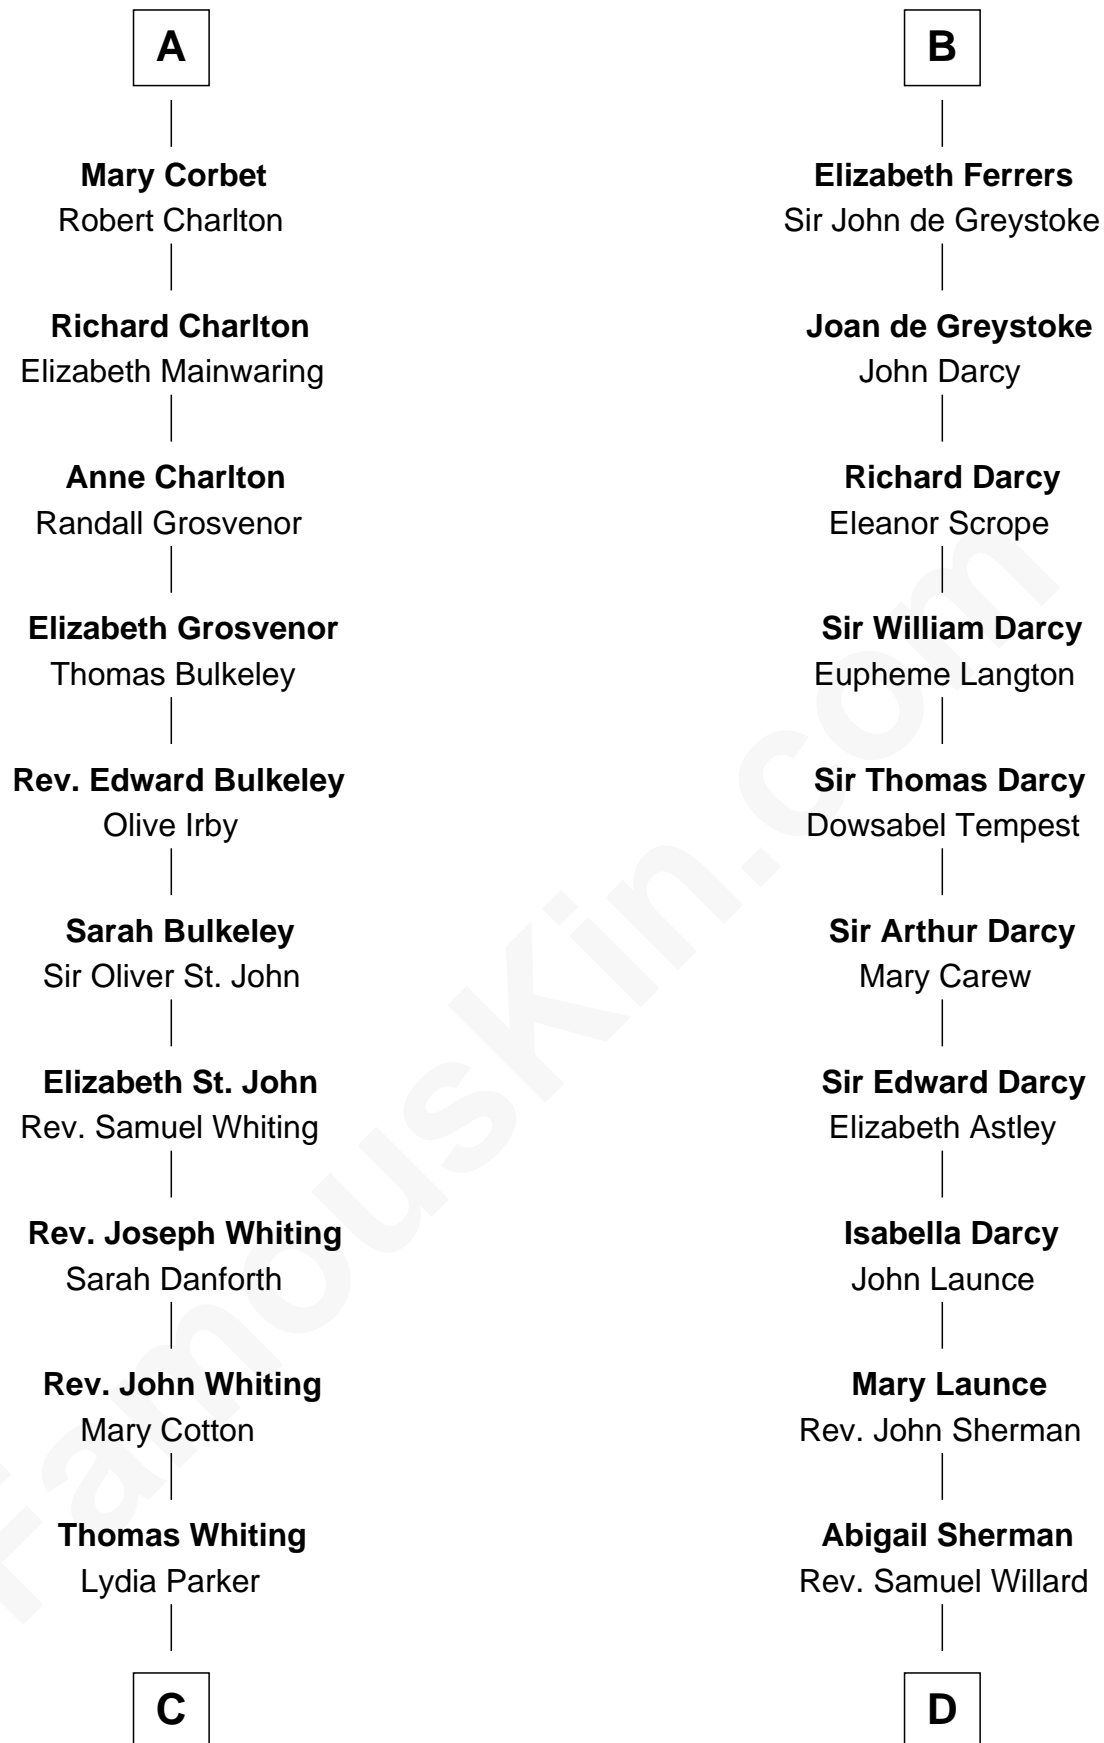 A
Mary Corbet
Robert Charlton
Richard Charlton
Elizabeth Mainwaring
Anne Charlton
Randall Grosvenor
Elizabeth Grosvenor
Thomas Bulkeley
Rev. Edward Bulkeley
Olive Irby
Sarah Bulkeley
Sir Oliver St. John
Elizabeth St. John
Rev. Samuel Whiting
Rev. Joseph Whiting
Sarah Danforth
Rev. John Whiting
Mary Cotton
Thomas Whiting
Lydia Parker
C
B
Elizabeth Ferrers
Sir John de Greystoke
Joan de Greystoke
John Darcy
Richard Darcy
Eleanor Scrope
Sir William Darcy
Eupheme Langton
Sir Thomas Darcy
Dowsabel Tempest
Sir Arthur Darcy
Mary Carew
Sir Edward Darcy
Elizabeth Astley
Isabella Darcy
John Launce
Mary Launce
Rev. John Sherman
Abigail Sherman
Rev. Samuel Willard
D
FamousKin.com